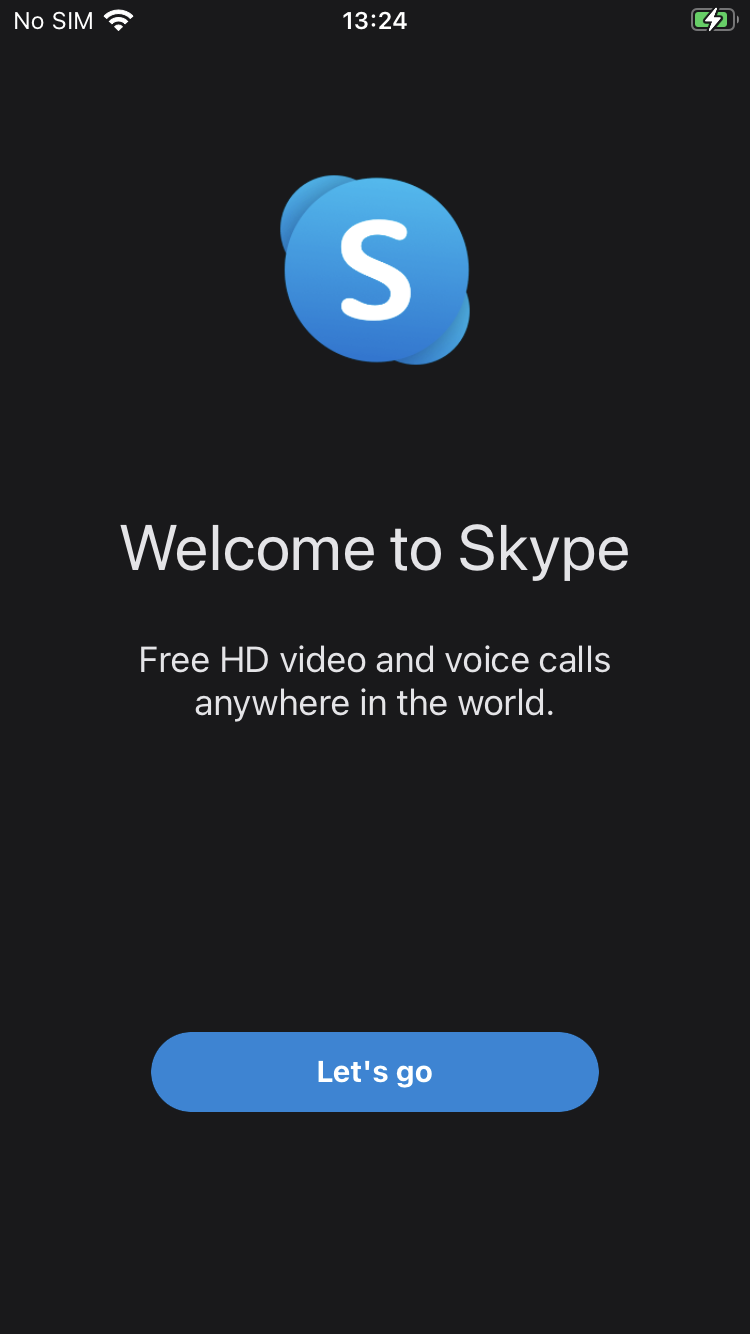 No SIM 13:24
S
Welcome to Skype
Free HD video and voice calls
anywhere in the world.
Let's go